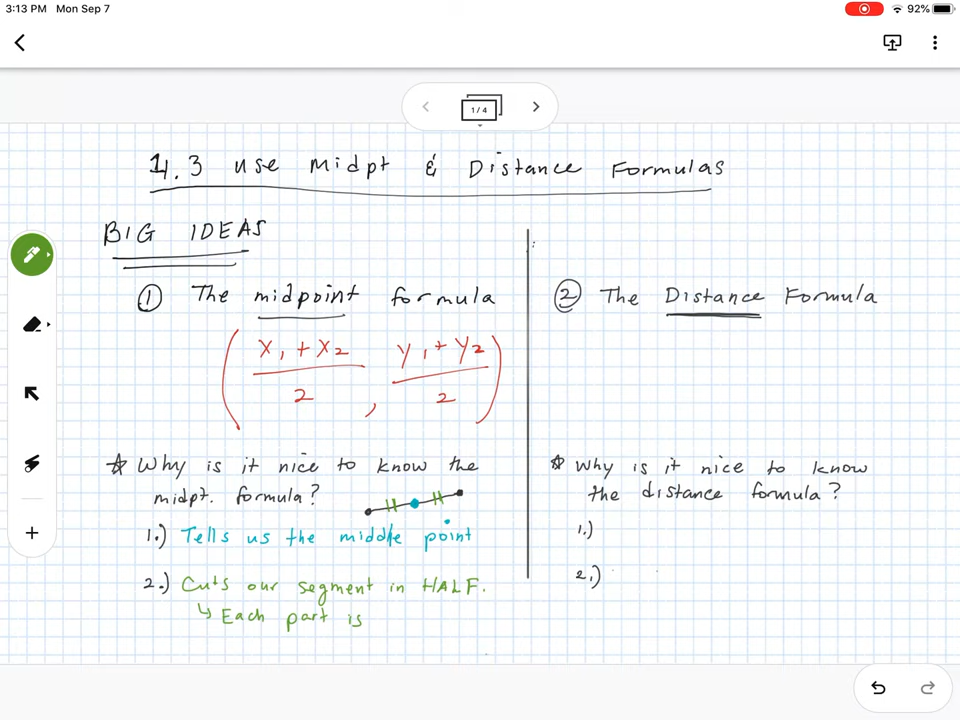 3:13 PM Mon Sep 7
92%
1 / 4
1.3 use Midpt & Distance Formulas
BIG IDEAS
① The midpoint formula
( x₁ + x₂ / 2 , y₁ + y₂ / 2 )
☆ Why is it nice to know the
midpt. formula?
1.) Tells us the middle point
2.) Cuts our segment in HALF.
↳ Each part is
② The Distance Formula
☆ Why is it nice to know
the distance formula?
1.)
2.)